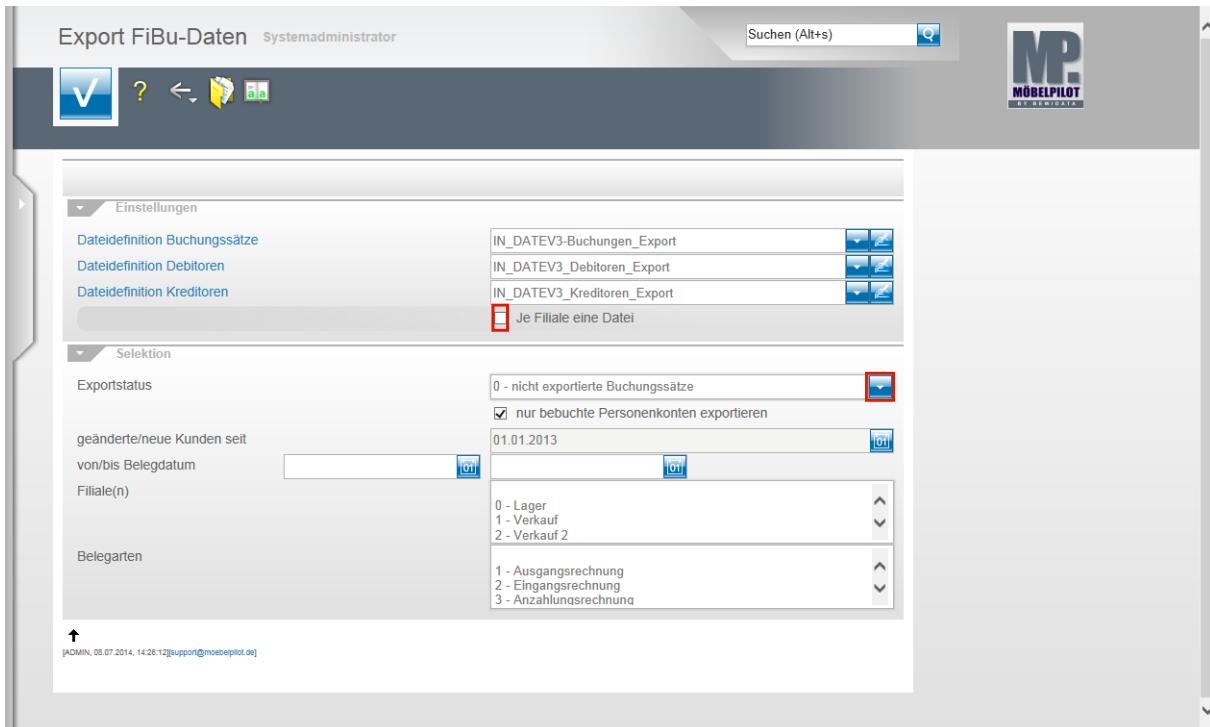 Export FiBu-Daten Systemadministrator
Suchen (Alt+s)
MP.
MÖBELPILOT
BY BEWIDATA
Einstellungen
Dateidefinition Buchungssätze IN_DATEV3-Buchungen_Export
Dateidefinition Debitoren IN_DATEV3_Debitoren_Export
Dateidefinition Kreditoren IN_DATEV3_Kreditoren_Export
Je Filiale eine Datei
Selektion
Exportstatus 0 - nicht exportierte Buchungssätze
nur bebuchte Personenkonten exportieren
geänderte/neue Kunden seit 01.01.2013
von/bis Belegdatum
Filiale(n)
0 - Lager
1 - Verkauf
2 - Verkauf 2
Belegarten
1 - Ausgangsrechnung
2 - Eingangsrechnung
3 - Anzahlungsrechnung
[ADMIN, 08.07.2014, 14:26:12][support@moebelpilot.de]